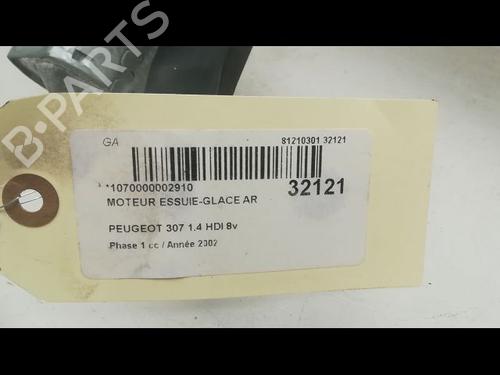 B-PARTS
GA 81210301 32121
*1070000002910 32121
MOTEUR ESSUIE-GLACE AR
PEUGEOT 307 1.4 HDI 8v
Phase 1 cc / Année 2002